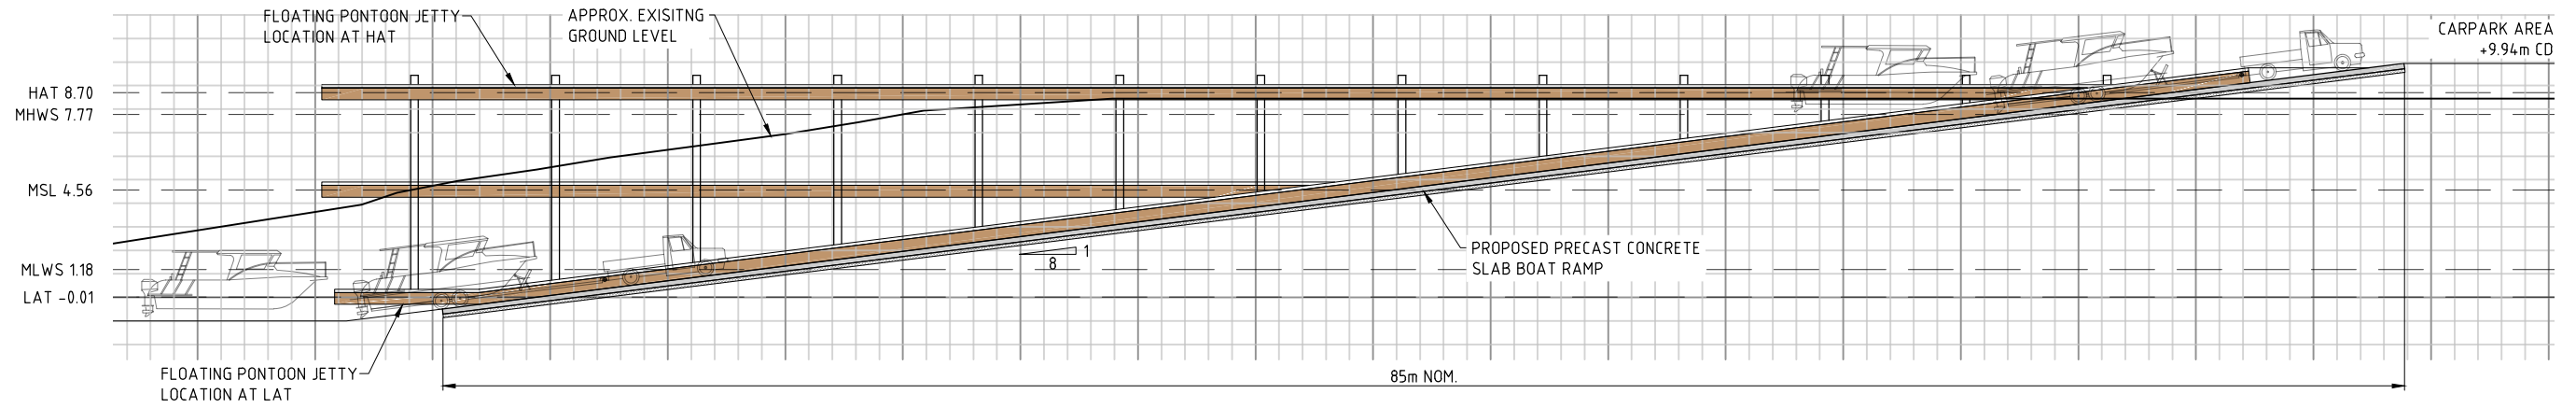 FLOATING PONTOON JETTY
LOCATION AT HAT
APPROX. EXISITNG
GROUND LEVEL
CARPARK AREA
+9.94m CD
HAT 8.70
MHWS 7.77
MSL 4.56
MLWS 1.18
LAT -0.01
1
8
PROPOSED PRECAST CONCRETE
SLAB BOAT RAMP
FLOATING PONTOON JETTY
LOCATION AT LAT
85m NOM.